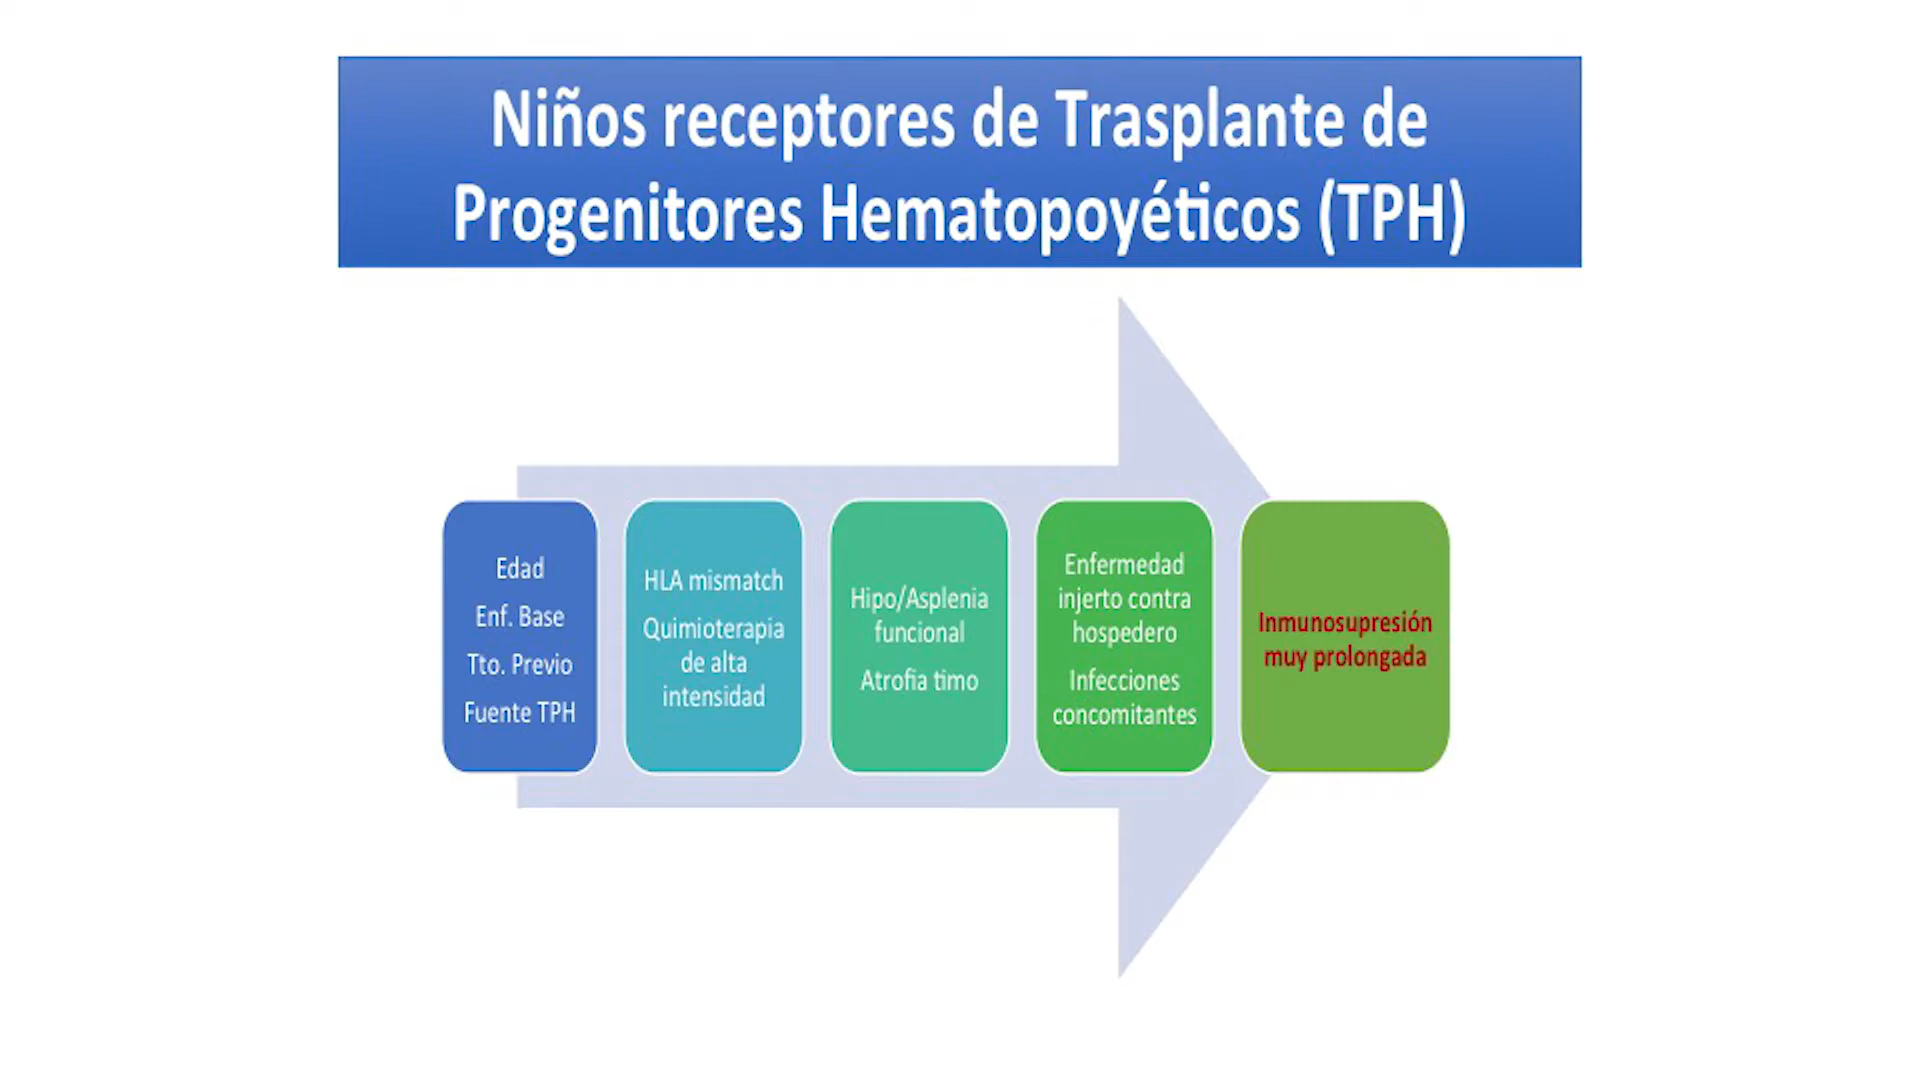 Niños receptores de Trasplante de
Progenitores Hematopoyéticos (TPH)
Edad
Enf. Base
Tto. Previo
Fuente TPH
HLA mismatch
Quimioterapia
de alta
intensidad
Hipo/Asplenia
funcional
Atrofia timo
Enfermedad
injerto contra
hospedero
Infecciones
concomitantes
Inmunosupresión
muy prolongada